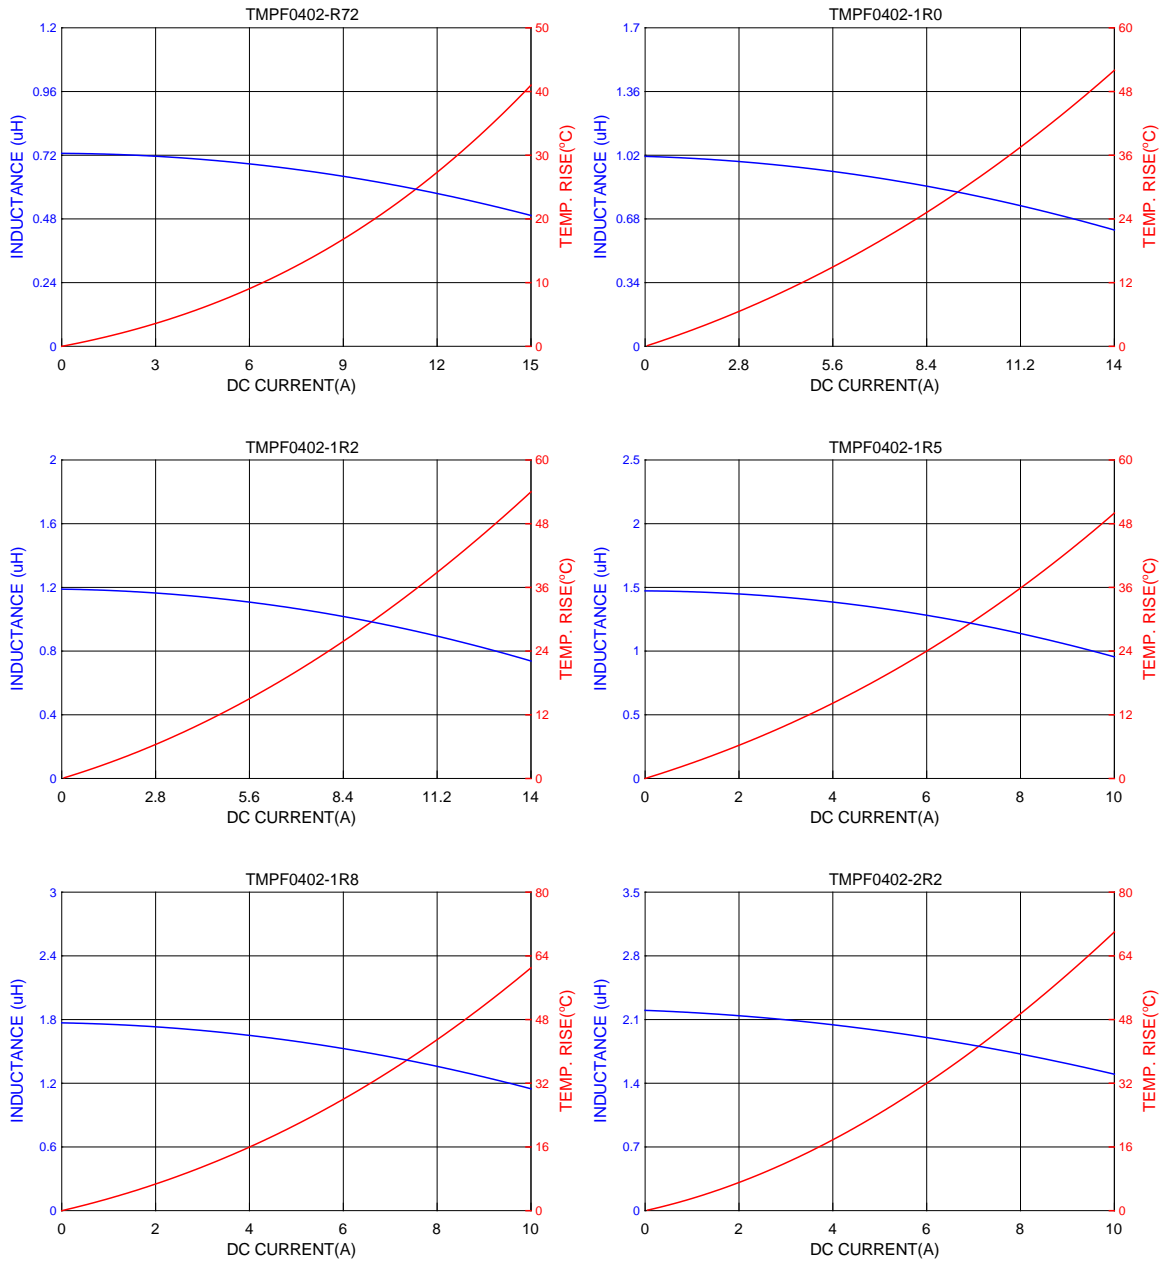 TMPF0402-R72
1.2
0.96
0.72
0.48
0.24
0
INDUCTANCE (uH)
50
40
30
20
10
0
TEMP. RISE(ºC)
0 3 6 9 12 15
DC CURRENT(A)
TMPF0402-1R0
1.7
1.36
1.02
0.68
0.34
0
INDUCTANCE (uH)
60
48
36
24
12
0
TEMP. RISE(ºC)
0 2.8 5.6 8.4 11.2 14
DC CURRENT(A)
TMPF0402-1R2
2
1.6
1.2
0.8
0.4
0
INDUCTANCE (uH)
60
48
36
24
12
0
TEMP. RISE(ºC)
0 2.8 5.6 8.4 11.2 14
DC CURRENT(A)
TMPF0402-1R5
2.5
2
1.5
1
0.5
0
INDUCTANCE (uH)
60
48
36
24
12
0
TEMP. RISE(ºC)
0 2 4 6 8 10
DC CURRENT(A)
TMPF0402-1R8
3
2.4
1.8
1.2
0.6
0
INDUCTANCE (uH)
80
64
48
32
16
0
TEMP. RISE(ºC)
0 2 4 6 8 10
DC CURRENT(A)
TMPF0402-2R2
3.5
2.8
2.1
1.4
0.7
0
INDUCTANCE (uH)
80
64
48
32
16
0
TEMP. RISE(ºC)
0 2 4 6 8 10
DC CURRENT(A)